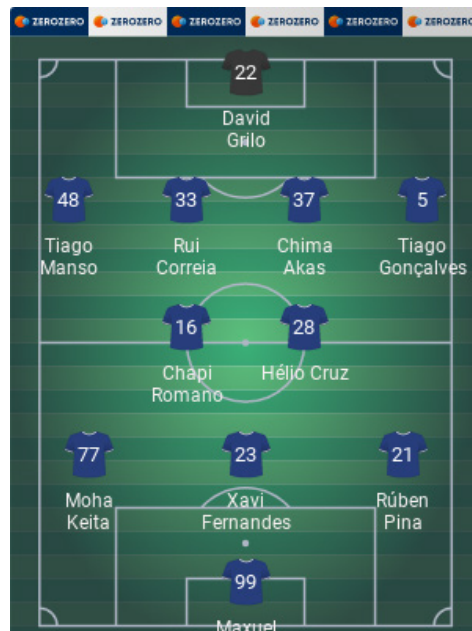 ZEROZERO ZEROZERO ZEROZERO ZEROZERO ZEROZERO ZEROZERO
22
David
Grilo
48 33 37 5
Tiago Rui Chima Tiago
Manso Correia Akas Gonçalves
16 28
Chapi Hélio Cruz
Romano
77 23 21
Moha Xavi Rúben
Keita Fernandes Pina
99
Maxuel